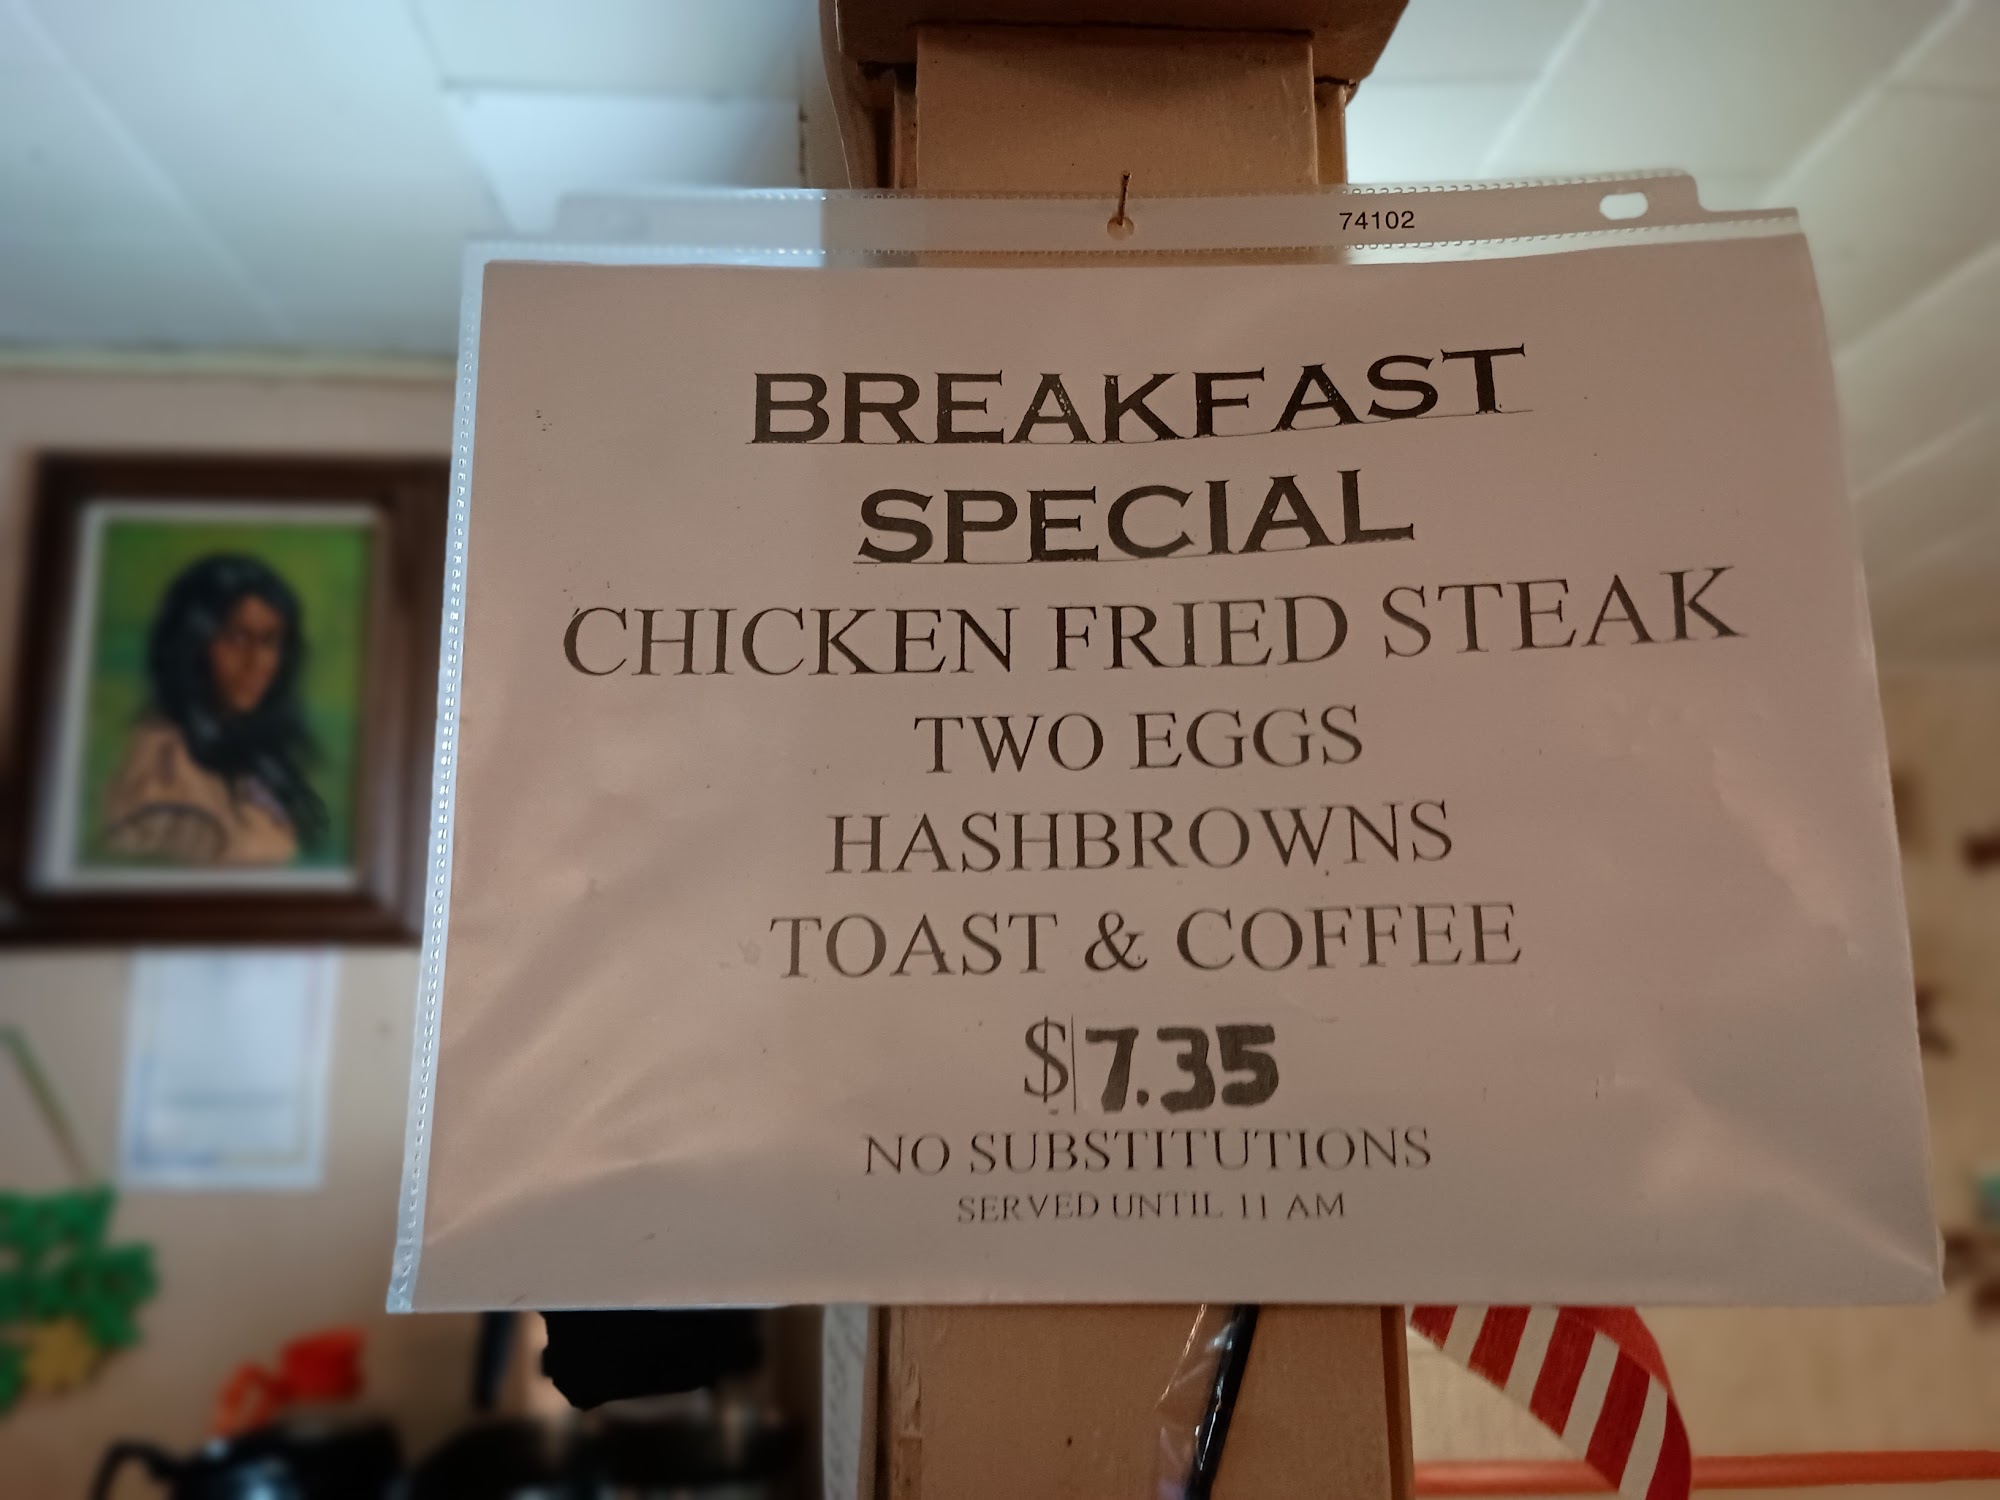 74102
BREAKFAST
SPECIAL
CHICKEN FRIED STEAK
TWO EGGS
HASHBROWNS
TOAST & COFFEE
$7.35
NO SUBSTITUTIONS
SERVED UNTIL 11 AM